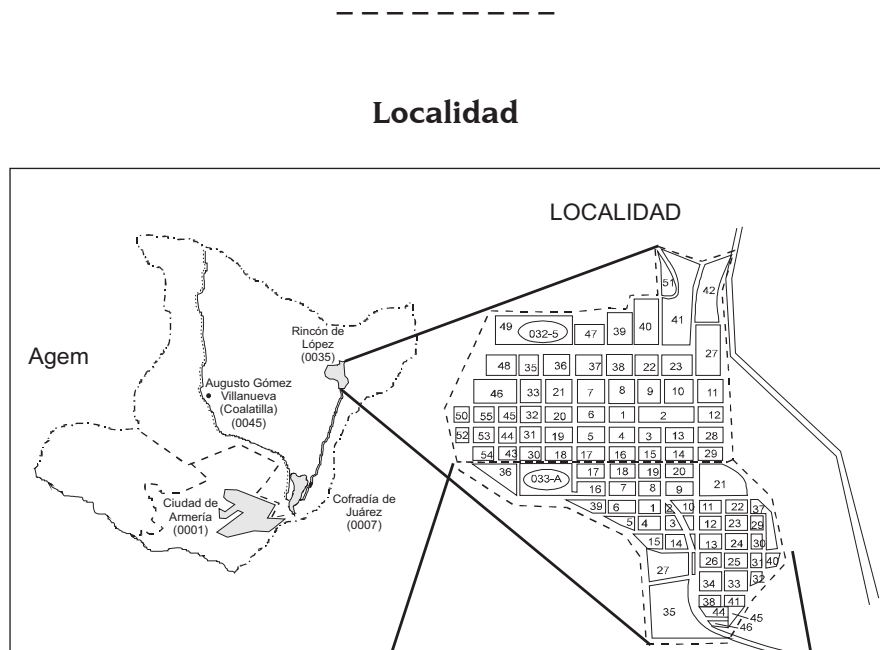 Localidad
LOCALIDAD
Agem
Rincón de
López
(0035)
Augusto Gómez
Villanueva
(Coalatilla)
(0045)
Ciudad de
Armería
(0001)
Cofradía de
Juárez
(0007)
51 42
49 032-5 47 39 40 41
27
48 35 36 37 38 22 23
46 33 21 7 8 9 10 11
50 55 45 32 20 6 1 2 12
52 53 44 31 19 5 4 3 13 28
54 43 30 18 17 16 15 14 29
36 033-A 17 18 19 20 21
16 7 8 9
39 6 1 2 10 11 22 37
5 4 3 12 23 29
15 14 13 24 30
27 26 25 31 40
34 33 32
35 38 41
44 45
46